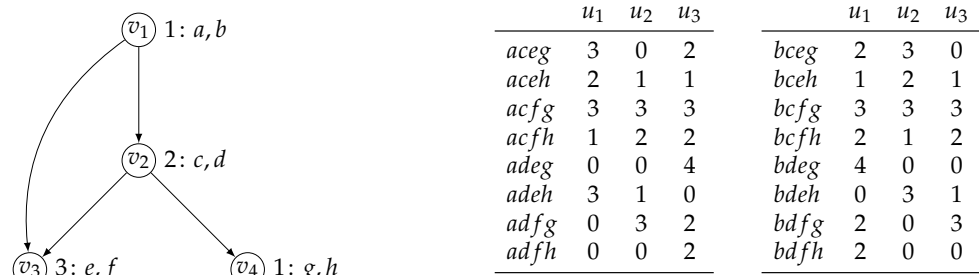 v1 1: a, b
v2 2: c, d
v3 3: e, f
v4 1: g, h
u1 u2 u3
aceg 3 0 2
aceh 2 1 1
acfg 3 3 3
acfh 1 2 2
adeg 0 0 4
adeh 3 1 0
adfg 0 3 2
adfh 0 0 2
u1 u2 u3
bceg 2 3 0
bceh 1 2 1
bcfg 3 3 3
bcfh 2 1 2
bdeg 4 0 0
bdeh 0 3 1
bdfg 2 0 3
bdfh 2 0 0